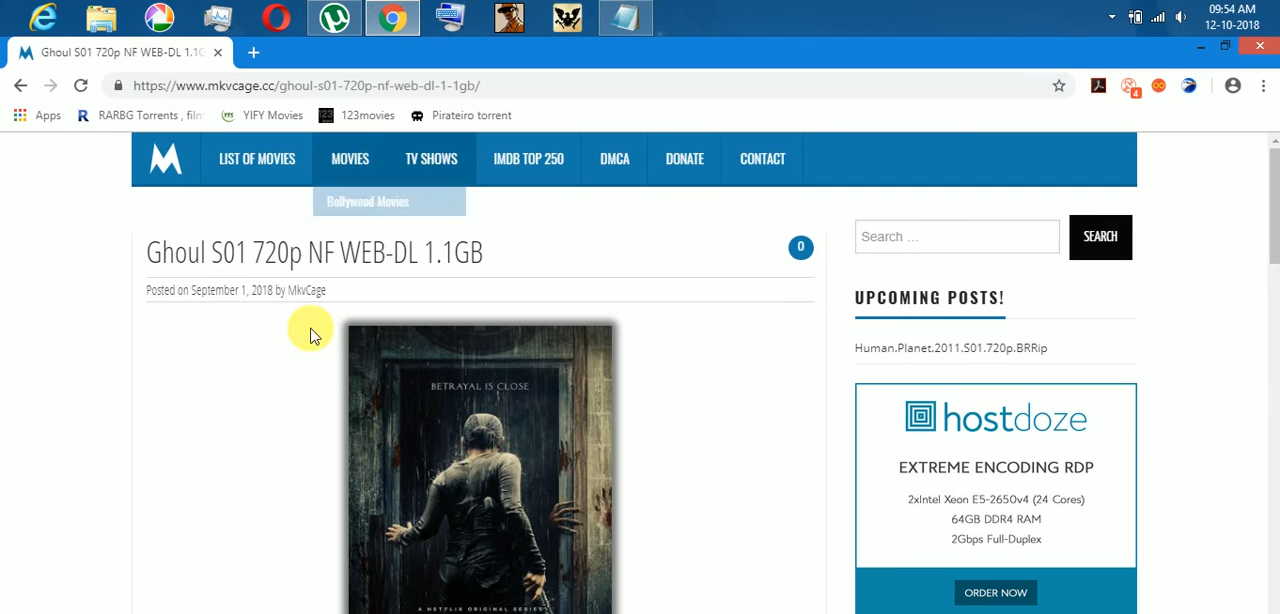 09:54 AM
12-10-2018
Ghoul S01 720p NF WEB-DL 1.1G
https://www.mkvcage.cc/ghoul-s01-720p-nf-web-dl-1-1gb/
4
Apps
RARBG Torrents , film
YIFY Movies
123movies
Pirateiro torrent
LIST OF MOVIES
MOVIES
TV SHOWS
IMDB TOP 250
DMCA
DONATE
CONTACT
Bollywood Movies
Ghoul S01 720p NF WEB-DL 1.1GB
0
Posted on September 1, 2018 by MkvCage
BETRAYAL IS CLOSE
A NETFLIX ORIGINAL SERIES
Search …
SEARCH
UPCOMING POSTS!
Human.Planet.2011.S01.720p.BRRip
hostdoze
EXTREME ENCODING RDP
2xIntel Xeon E5-2650v4 (24 Cores)
64GB DDR4 RAM
2Gbps Full-Duplex
ORDER NOW